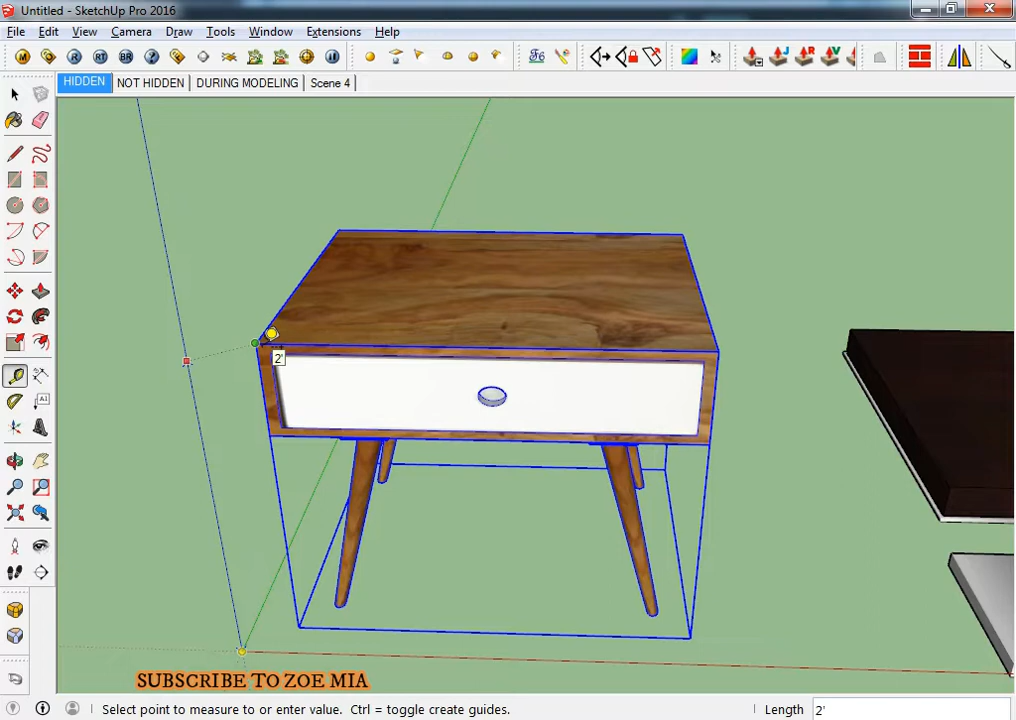 Untitled - SketchUp Pro 2016
File Edit View Camera Draw Tools Window Extensions Help
M R RT BR
HIDDEN NOT HIDDEN DURING MODELING Scene 4
2'
SUBSCRIBE TO ZOE MIA
Select point to measure to or enter value. Ctrl = toggle create guides. Length 2'